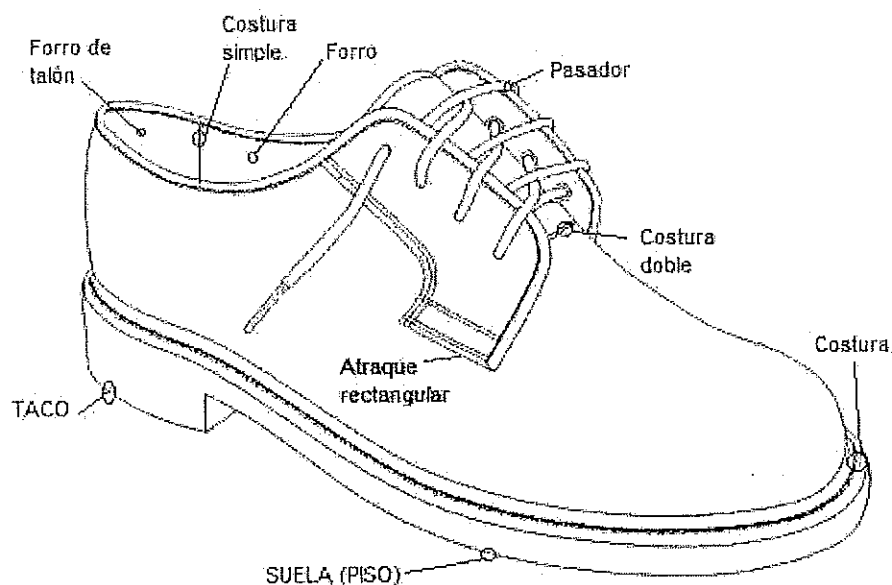 Costura
simple
Forro de
talón
Forro
Pasador
Costura
doble
Costura
Atraque
rectangular
TACO
SUELA (PISO)